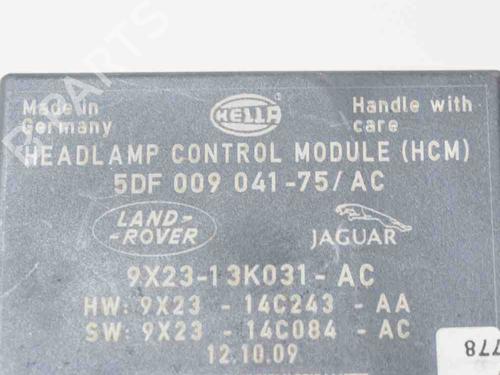 Made in Germany
HELLA
Handle with care
HEADLAMP CONTROL MODULE (HCM)
5DF 009 041-75/AC
LAND-
-ROVER
JAGUAR
9X23-13K031-AC
HW: 9X23 - 14C243 - AA
SW: 9X23 - 14C084 - AC
12.10.09
778
B PARTS